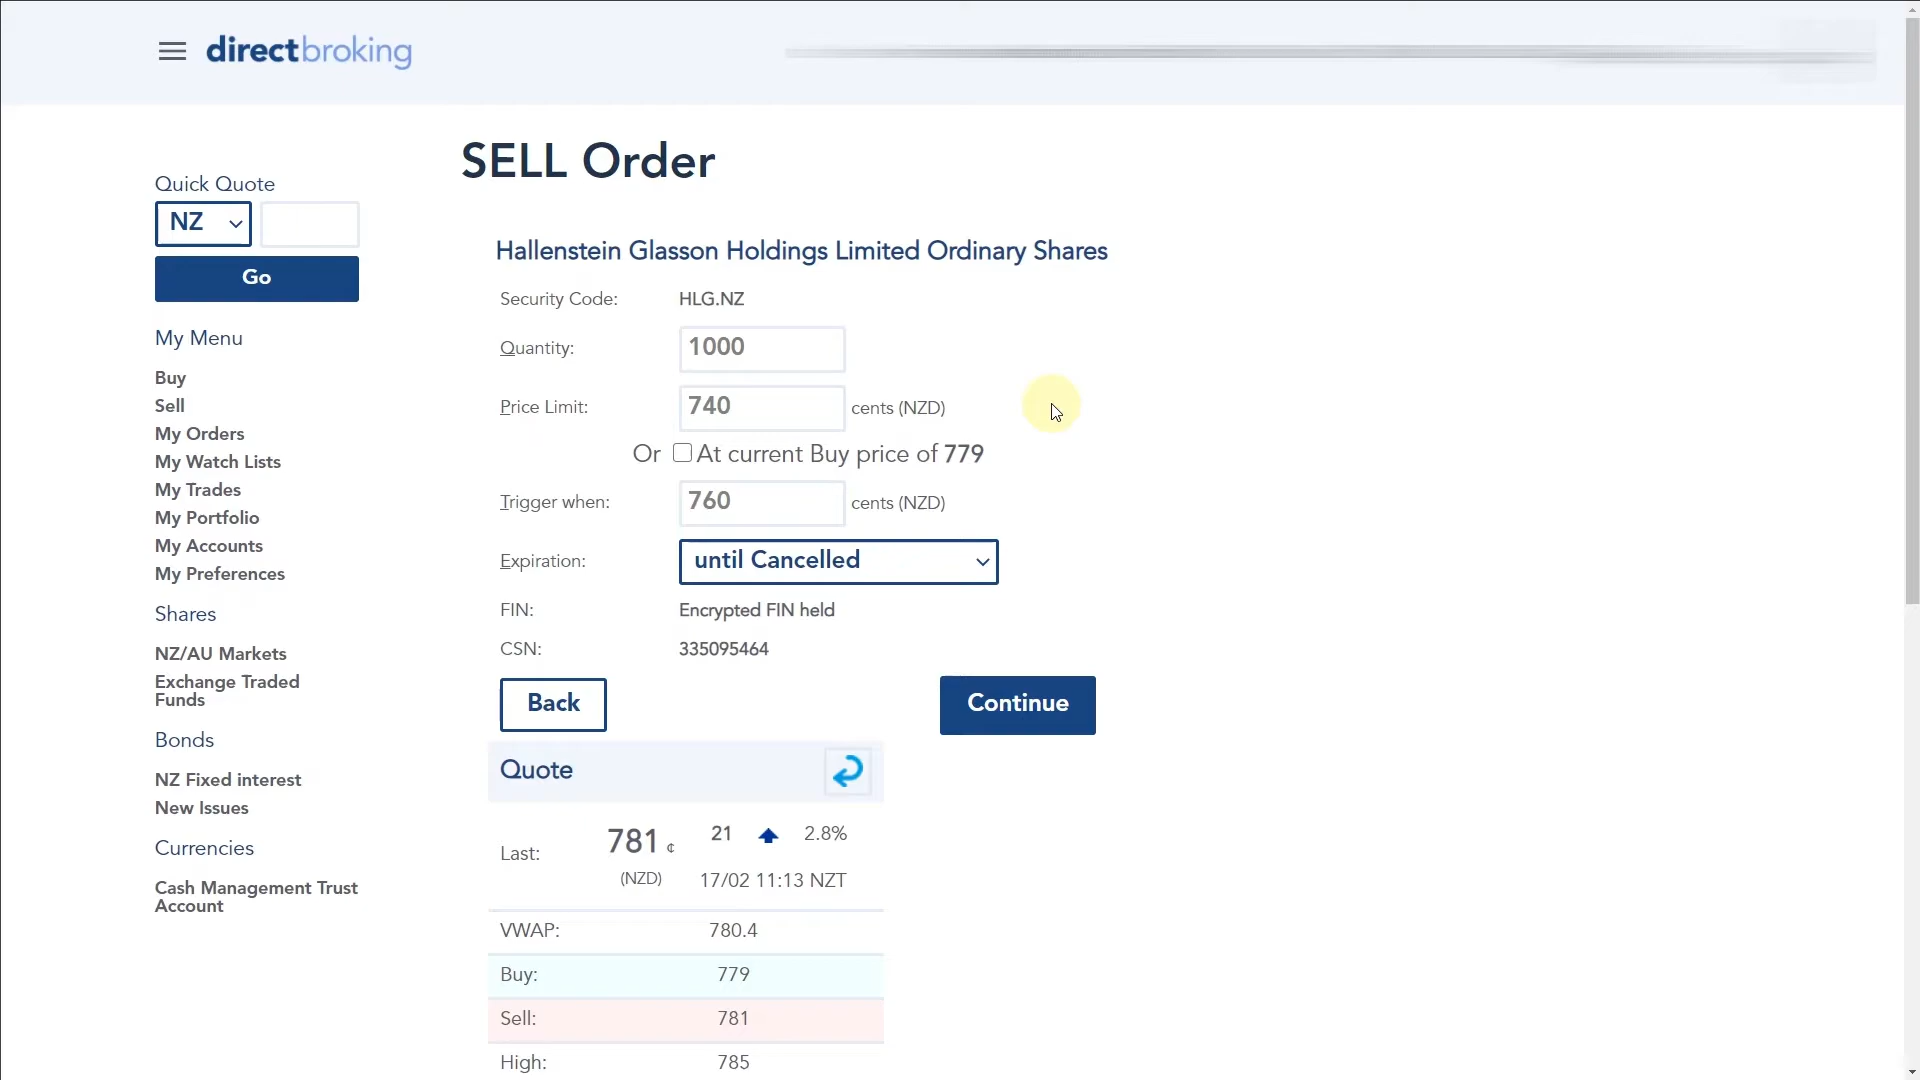 directbroking
SELL Order
Quick Quote
NZ
Go
My Menu
Buy
Sell
My Orders
My Watch Lists
My Trades
My Portfolio
My Accounts
My Preferences
Shares
NZ/AU Markets
Exchange Traded
Funds
Bonds
NZ Fixed interest
New Issues
Currencies
Cash Management Trust
Account
Hallenstein Glasson Holdings Limited Ordinary Shares
Security Code: HLG.NZ
Quantity: 1000
Price Limit: 740 cents (NZD)
Or At current Buy price of 779
Trigger when: 760 cents (NZD)
Expiration: until Cancelled
FIN: Encrypted FIN held
CSN: 335095464
Back Continue
Quote
Last: 781 ¢ 21 2.8%
(NZD) 17/02 11:13 NZT
VWAP: 780.4
Buy: 779
Sell: 781
High: 785